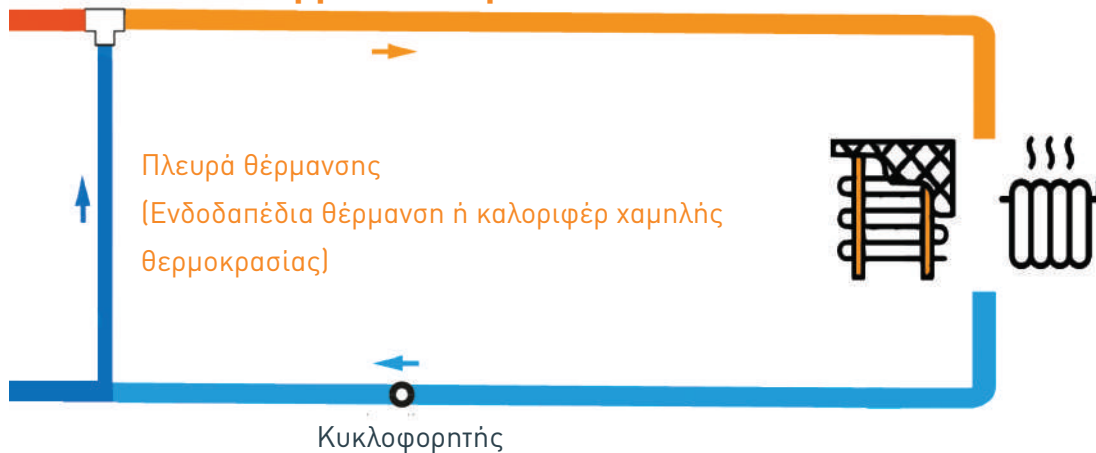 Πλευρά θέρμανσης
(Ενδοδαπέδια θέρμανση ή καλοριφέρ χαμηλής
θερμοκρασίας)
Κυκλοφορητής